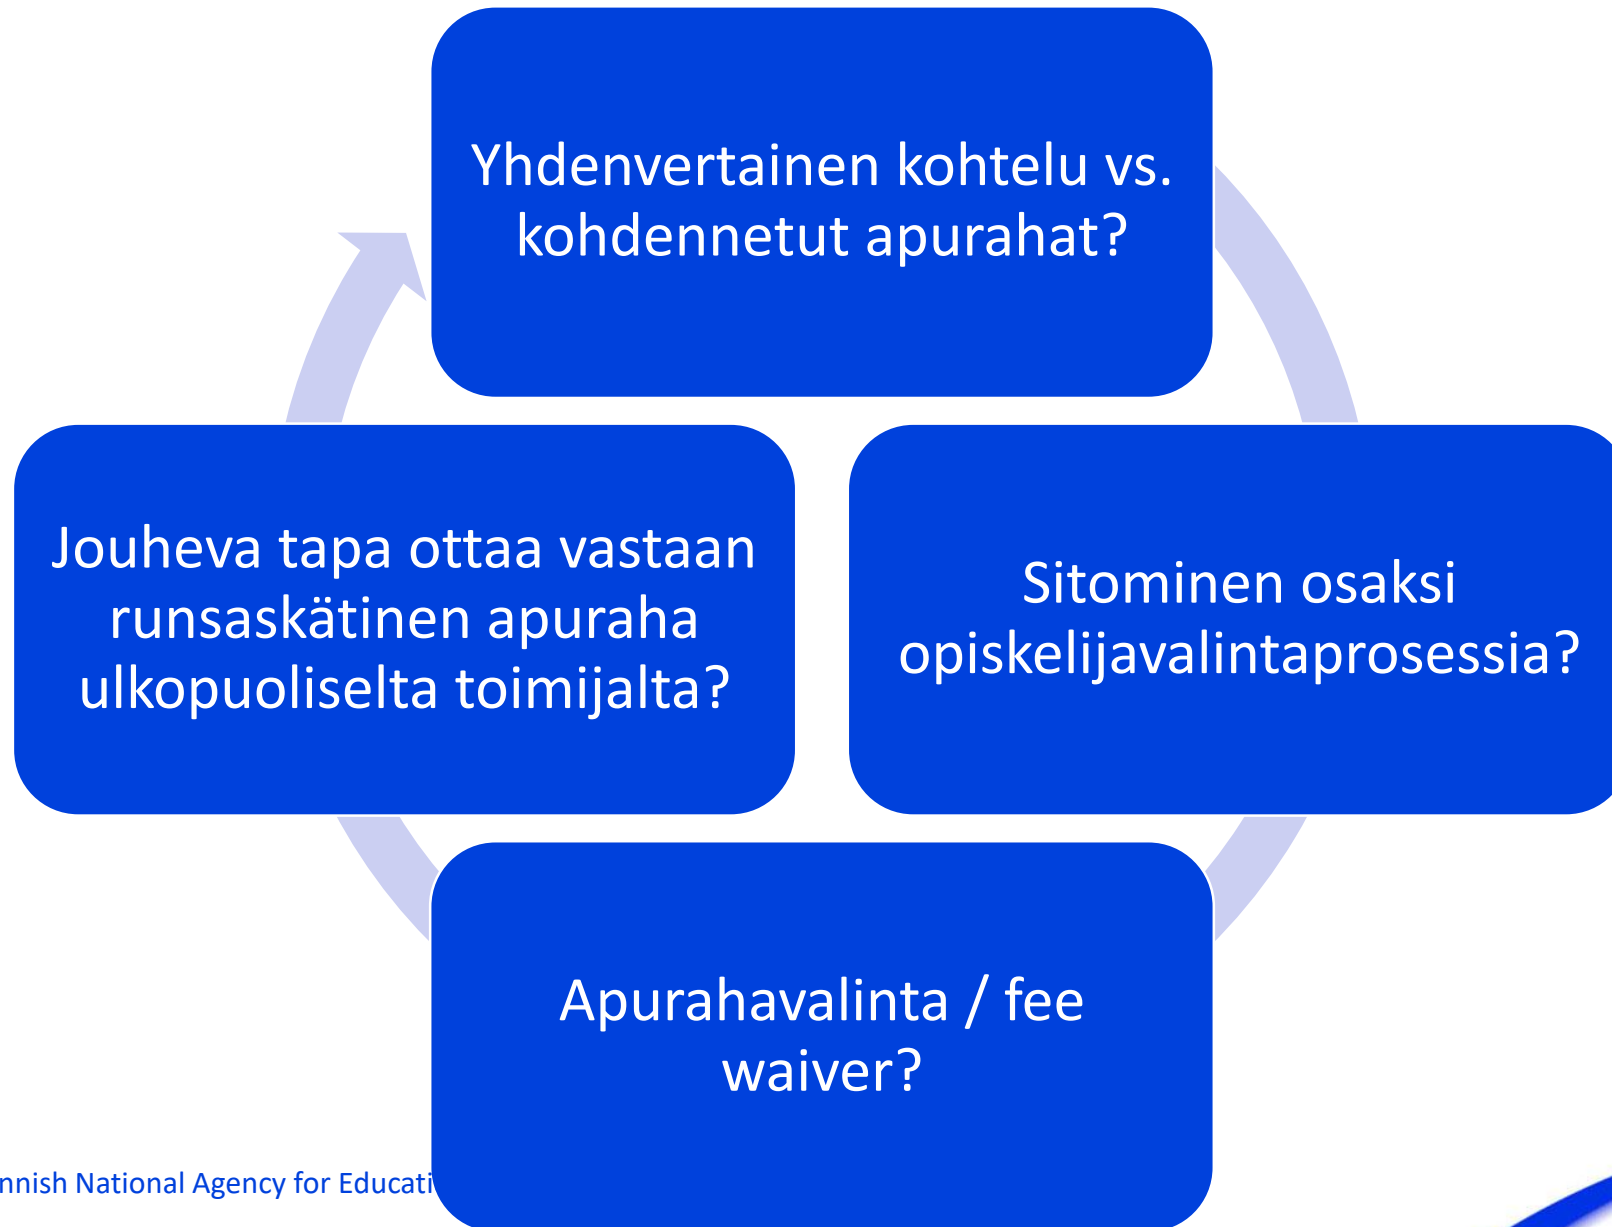 Yhdenvertainen kohtelu vs.
kohdennetut apurahat?
Jouheva tapa ottaa vastaan
runsaskätinen apuraha
ulkopuoliselta toimijalta?
Sitominen osaksi
opiskelijavalintaprosessia?
Apurahavalinta / fee
waiver?
nnish National Agency for Educati